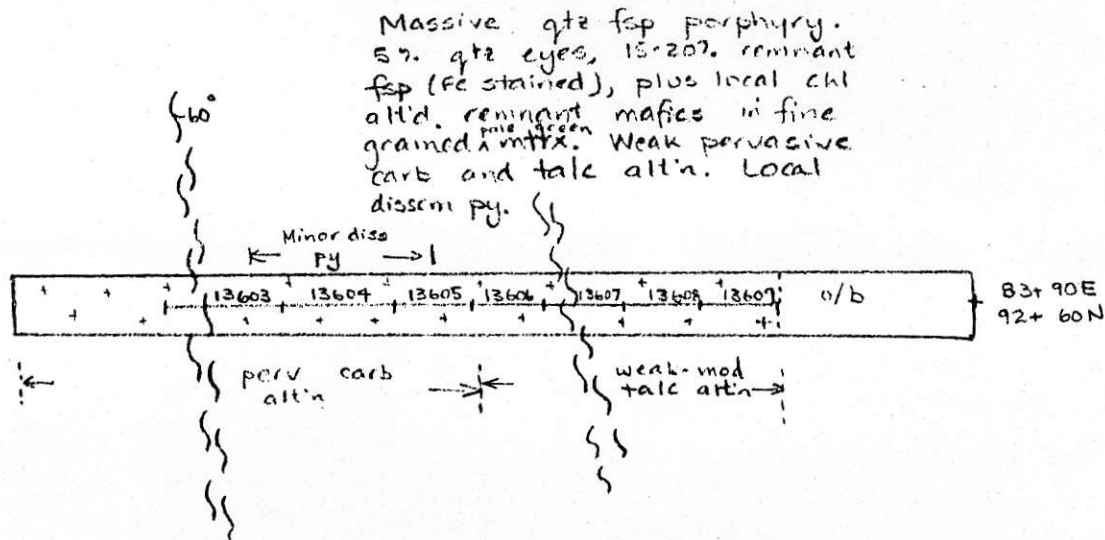 Massive qtz fsp porphyry.
5% qtz eyes, 15-20% remnant
fsp (Fe stained), plus local chl
alt'd. remnant mafics in fine
grained ^ pale green mtrx. Weak pervasive
carb and talc alt'n. Local
dissem py.
60°
Minor diss
py
13603 13604 13605 13606 13607 13608 13609 o/b
83+90E
92+60N
perv carb
alt'n
weak-mod
talc alt'n